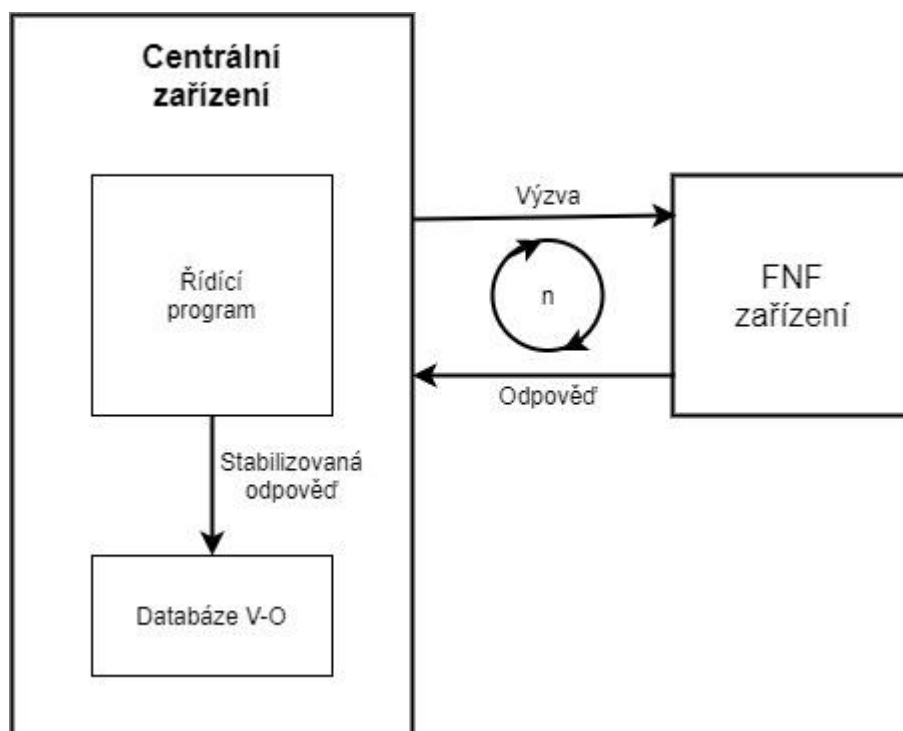 Centrální
zařízení
Řídící
program
Stabilizovaná
odpověď
Databáze V-O
Výzva
n
Odpověď
FNF
zařízení